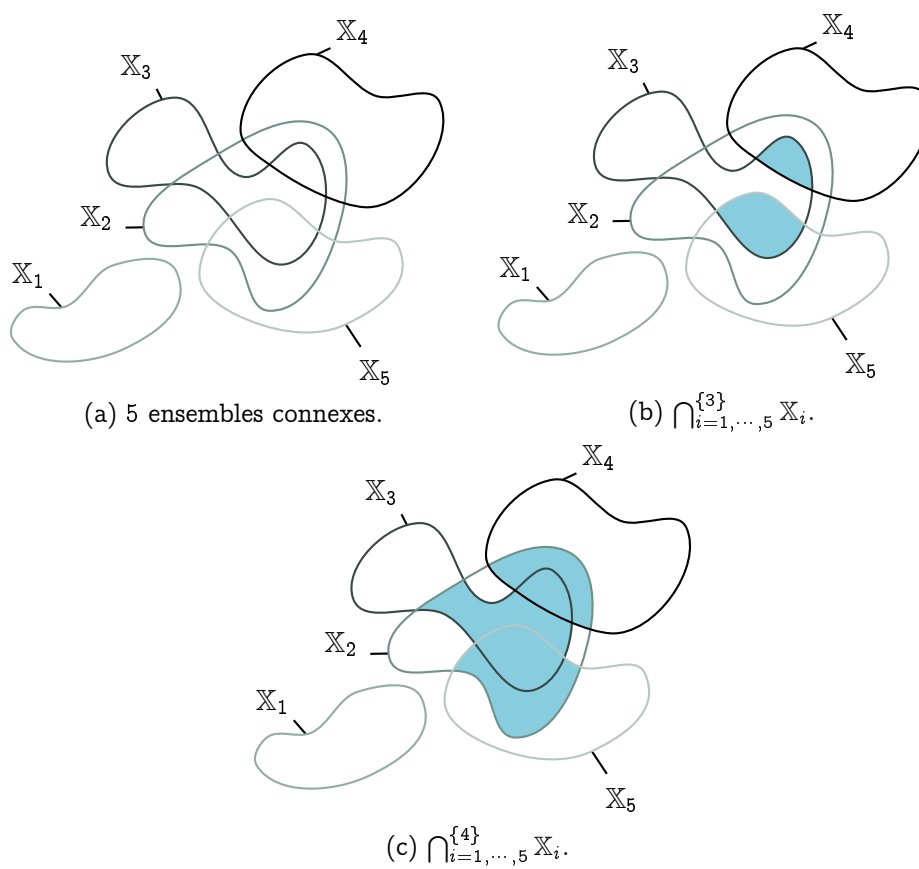 𝕏₄
𝕏₃
𝕏₂
𝕏₁
𝕏₅
(a) 5 ensembles connexes.
𝕏₄
𝕏₃
𝕏₂
𝕏₁
𝕏₅
(b) ⋂^{3}_{i=1,⋯,5} 𝕏ᵢ.
𝕏₄
𝕏₃
𝕏₂
𝕏₁
𝕏₅
(c) ⋂^{4}_{i=1,⋯,5} 𝕏ᵢ.